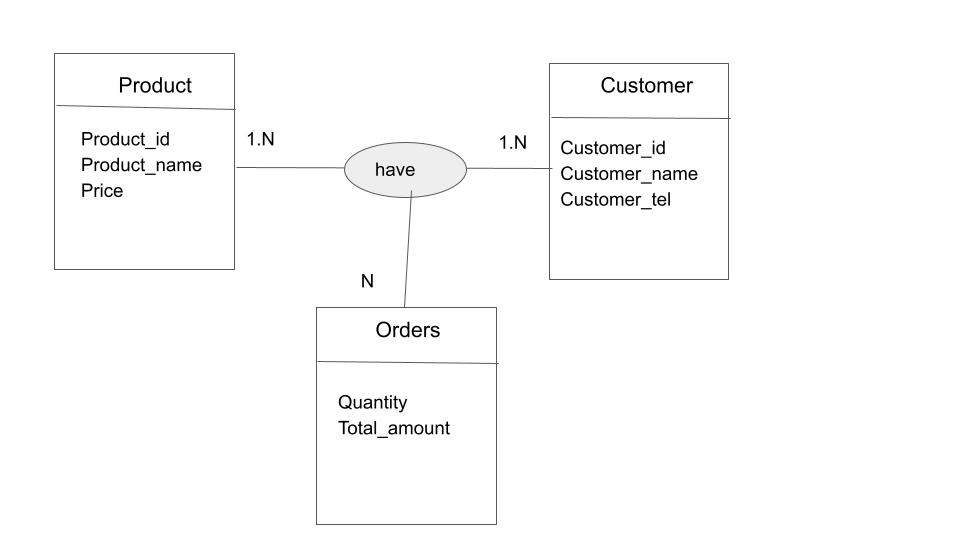 Product
Product_id
Product_name
Price
1.N
have
1.N
Customer
Customer_id
Customer_name
Customer_tel
N
Orders
Quantity
Total_amount